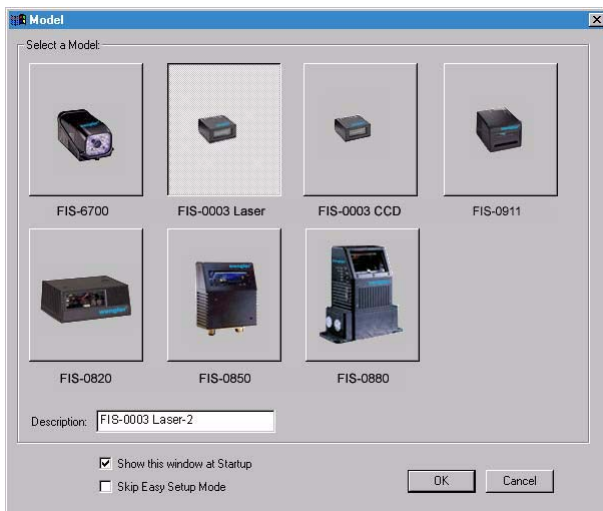 Model
Select a Model:
FIS-6700
FIS-0003 Laser
FIS-0003 CCD
FIS-0911
FIS-0820
FIS-0850
FIS-0880
Description: FIS-0003 Laser-2
Show this window at Startup
Skip Easy Setup Mode
OK
Cancel